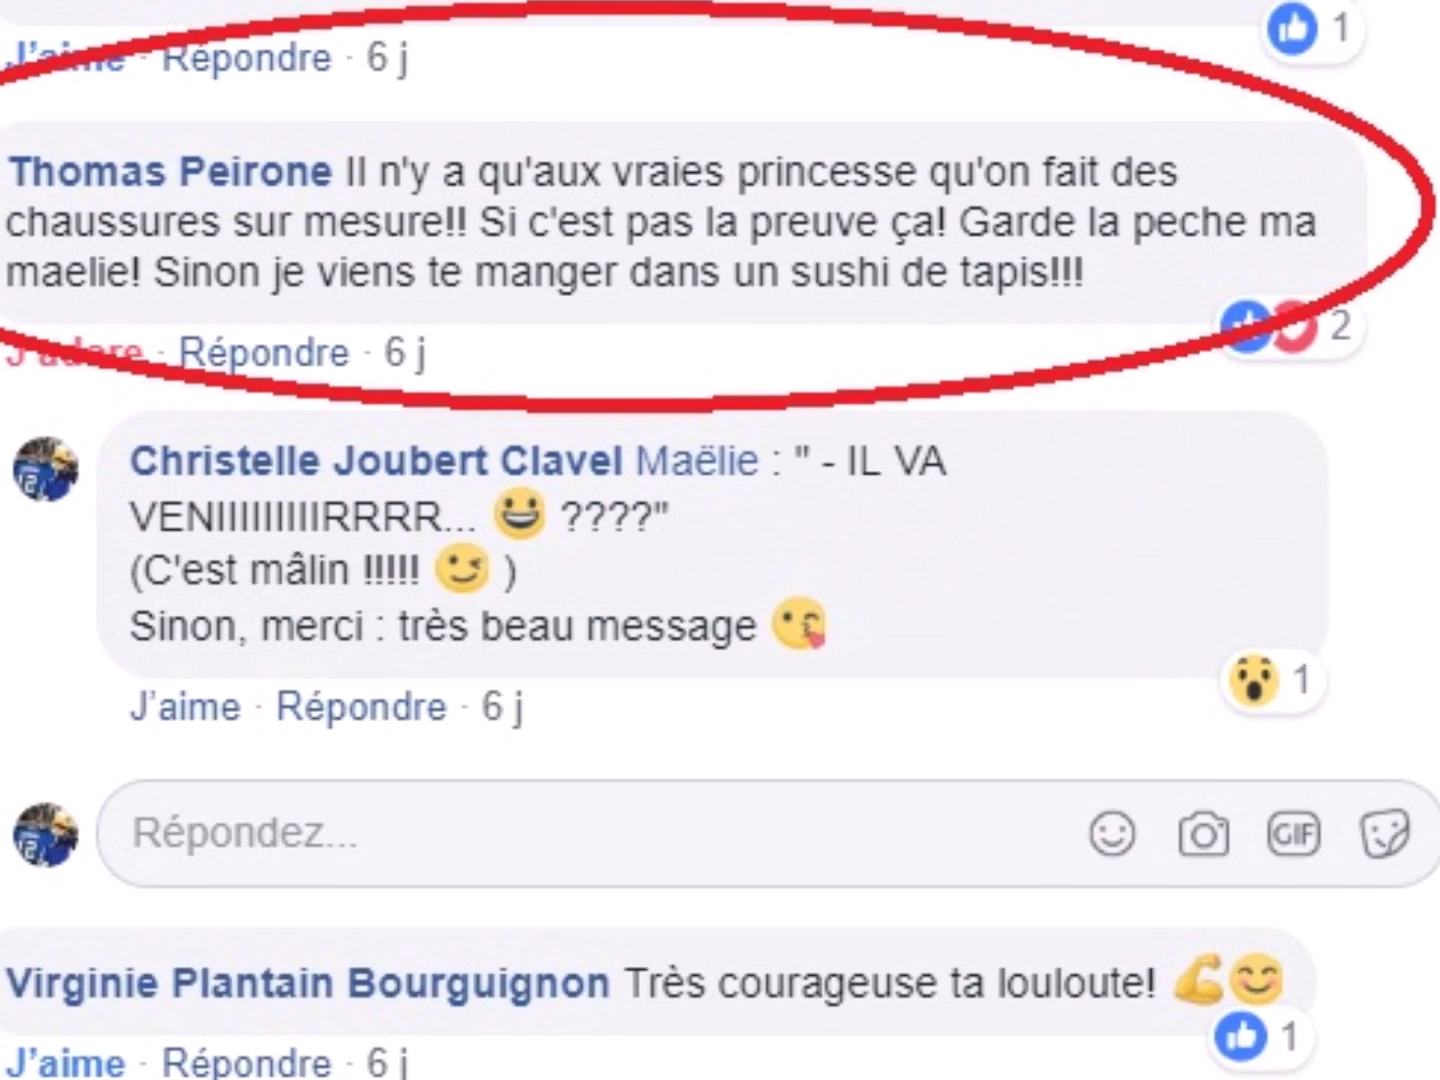 1
J'aime · Répondre · 6 j
Thomas Peirone Il n'y a qu'aux vraies princesse qu'on fait des
chaussures sur mesure!! Si c'est pas la preuve ça! Garde la peche ma
maelie! Sinon je viens te manger dans un sushi de tapis!!!
2
J'adore · Répondre · 6 j
Christelle Joubert Clavel Maëlie : " - IL VA
VENIIIIIIIIIIRRRR... 😀 ????"
(C'est mâlin !!!!! 😉 )
Sinon, merci : très beau message 😘
1
J'aime · Répondre · 6 j
Répondez... GIF
Virginie Plantain Bourguignon Très courageuse ta louloute! 💪😊
1
J'aime · Répondre · 6 j